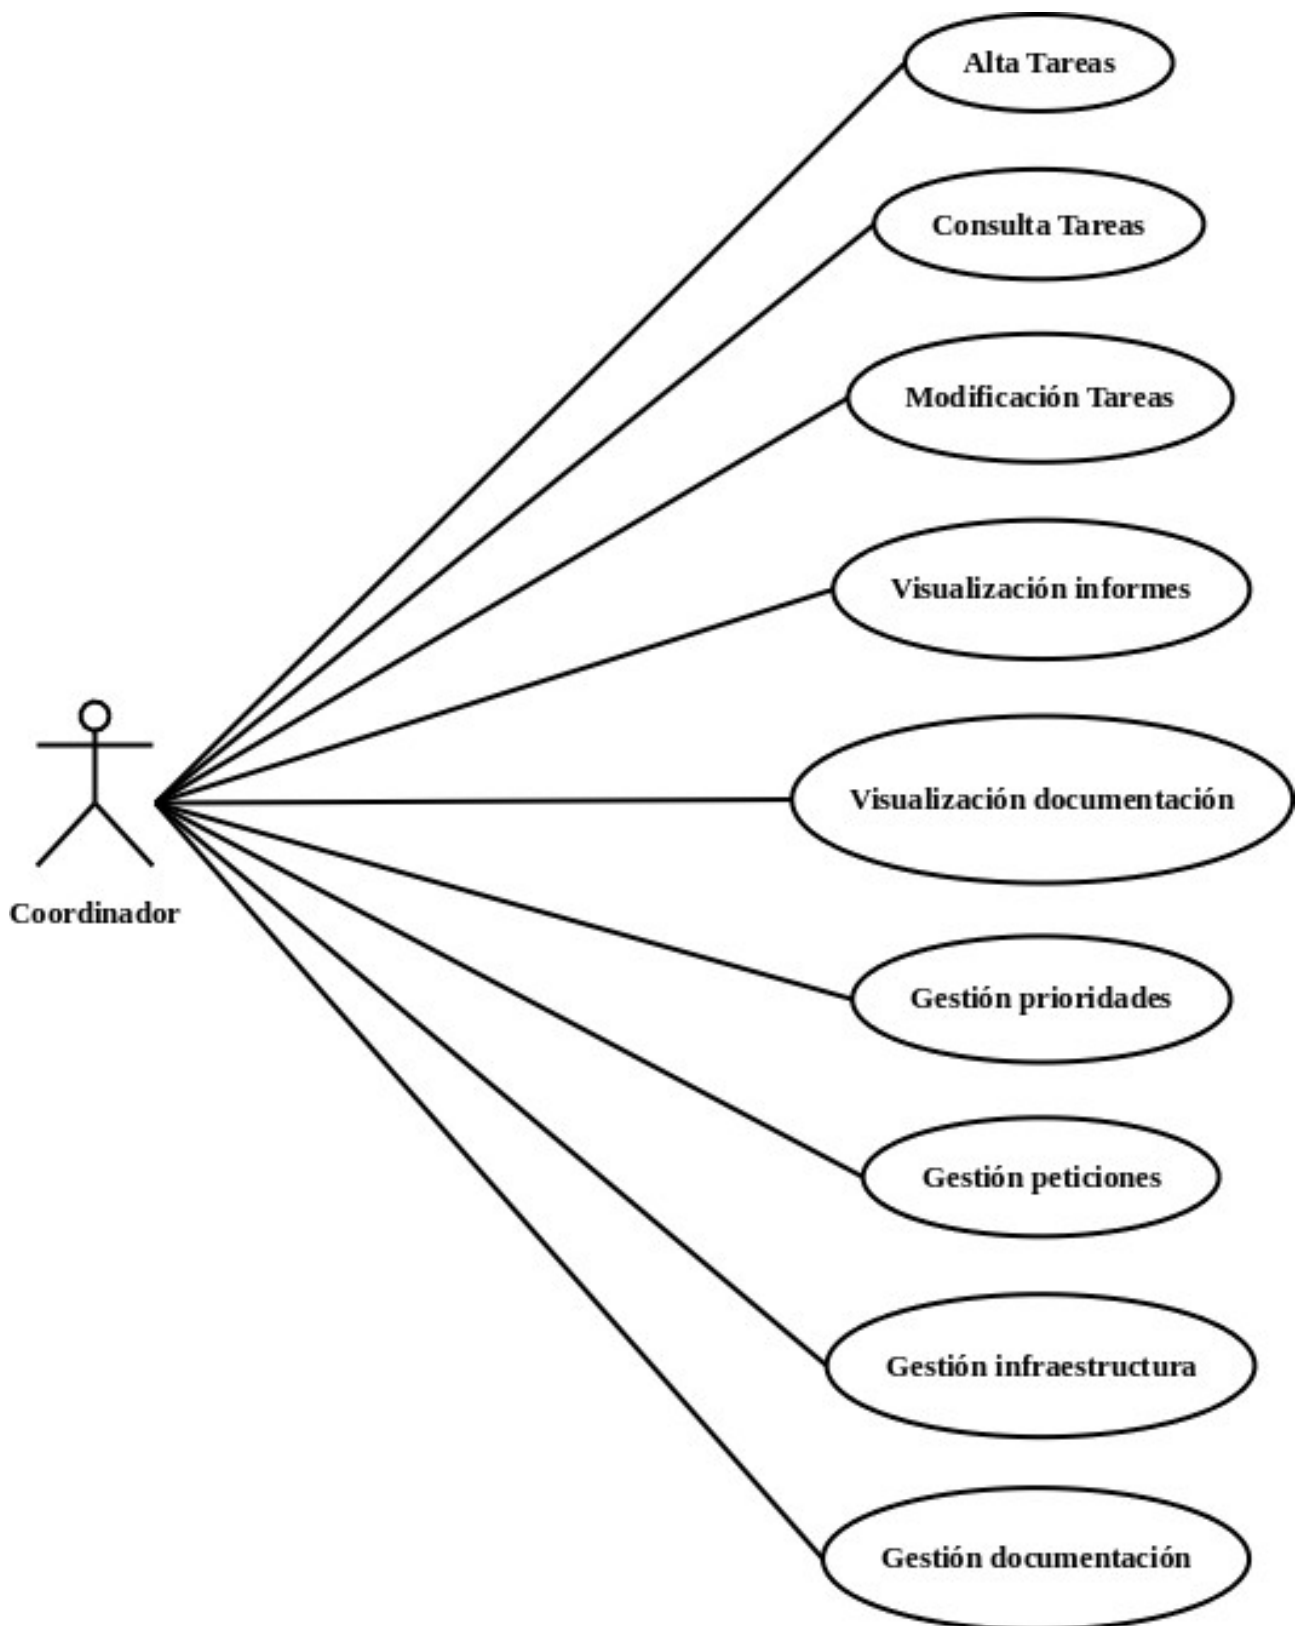 Alta Tareas
Consulta Tareas
Modificación Tareas
Visualización informes
Visualización documentación
Coordinador
Gestión prioridades
Gestión peticiones
Gestión infraestructura
Gestión documentación